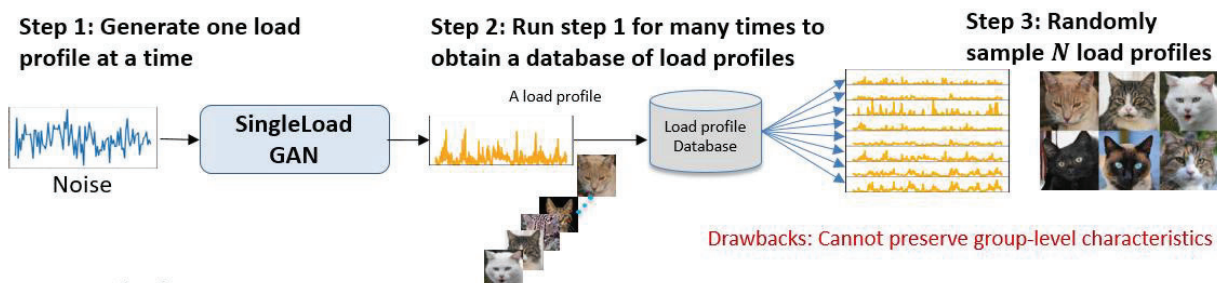 Step 1: Generate one load
profile at a time
Step 2: Run step 1 for many times to
obtain a database of load profiles
Step 3: Randomly
sample N load profiles
A load profile
SingleLoad
GAN
Load profile
Database
Noise
Drawbacks: Cannot preserve group-level characteristics